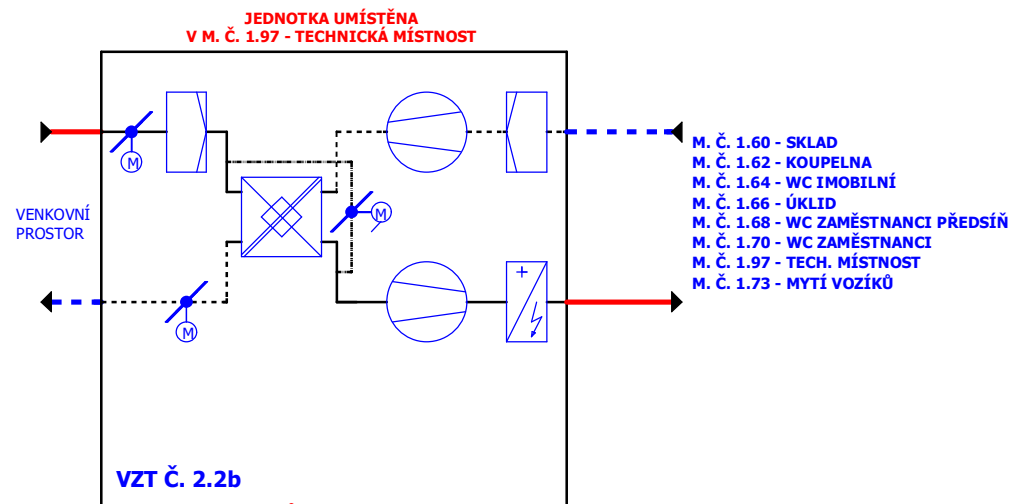 JEDNOTKA UMÍSTĚNA
V M. Č. 1.97 - TECHNICKÁ MÍSTNOST
M
M. Č. 1.60 - SKLAD
M. Č. 1.62 - KOUPELNA
M. Č. 1.64 - WC IMOBILNÍ
M. Č. 1.66 - ÚKLID
M. Č. 1.68 - WC ZAMĚSTNANCI PŘEDSÍŇ
M. Č. 1.70 - WC ZAMĚSTNANCI
M. Č. 1.97 - TECH. MÍSTNOST
M. Č. 1.73 - MYTÍ VOZÍKŮ
VENKOVNÍ
PROSTOR
M
+
M
VZT Č. 2.2b